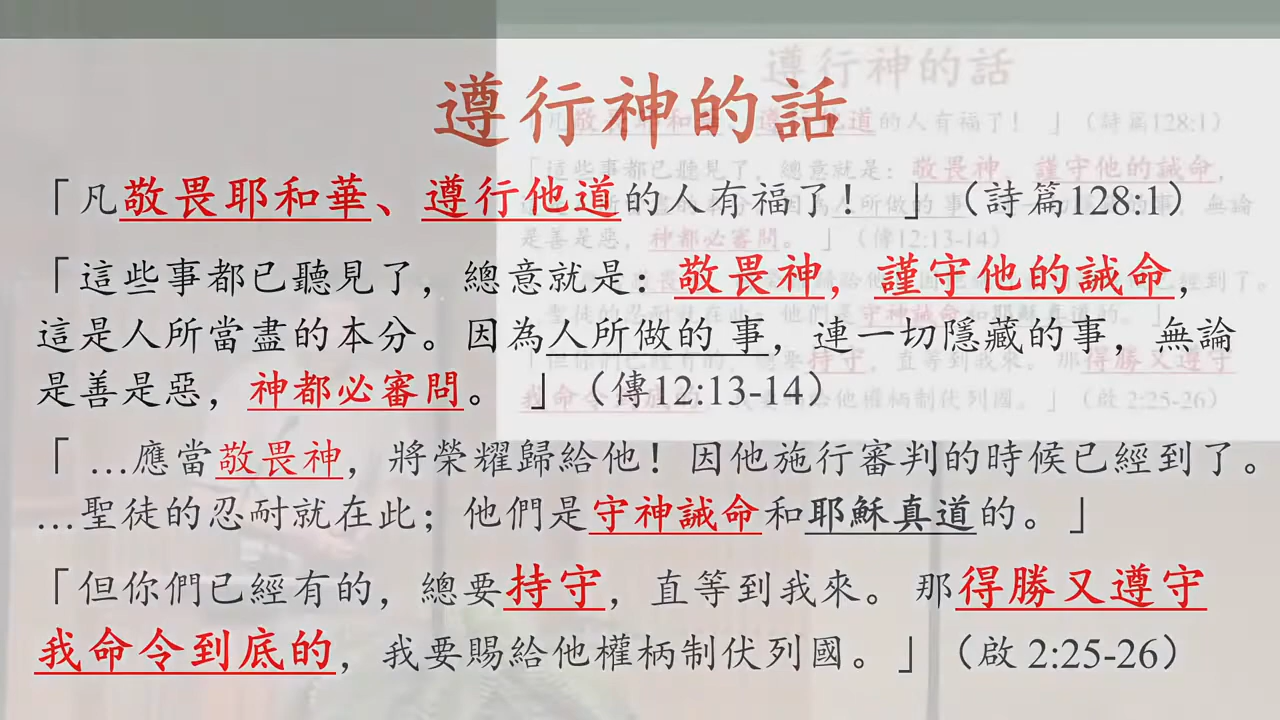 遵行神的話
「凡敬畏耶和華、遵行他道的人有福了！ 」（詩篇128:1）
「這些事都已聽見了，總意就是：敬畏神，謹守他的誡命，
這是人所當盡的本分。因為人所做的 事，連一切隱藏的事，無論
是善是惡，神都必審問。 」（傳12:13-14）
「 …應當敬畏神，將榮耀歸給他！因他施行審判的時候已經到了。
…聖徒的忍耐就在此；他們是守神誡命和耶穌真道的。」
「但你們已經有的，總要持守，直等到我來。 那得勝又遵守
我命令到底的，我要賜給他權柄制伏列國。」（啟 2:25-26）